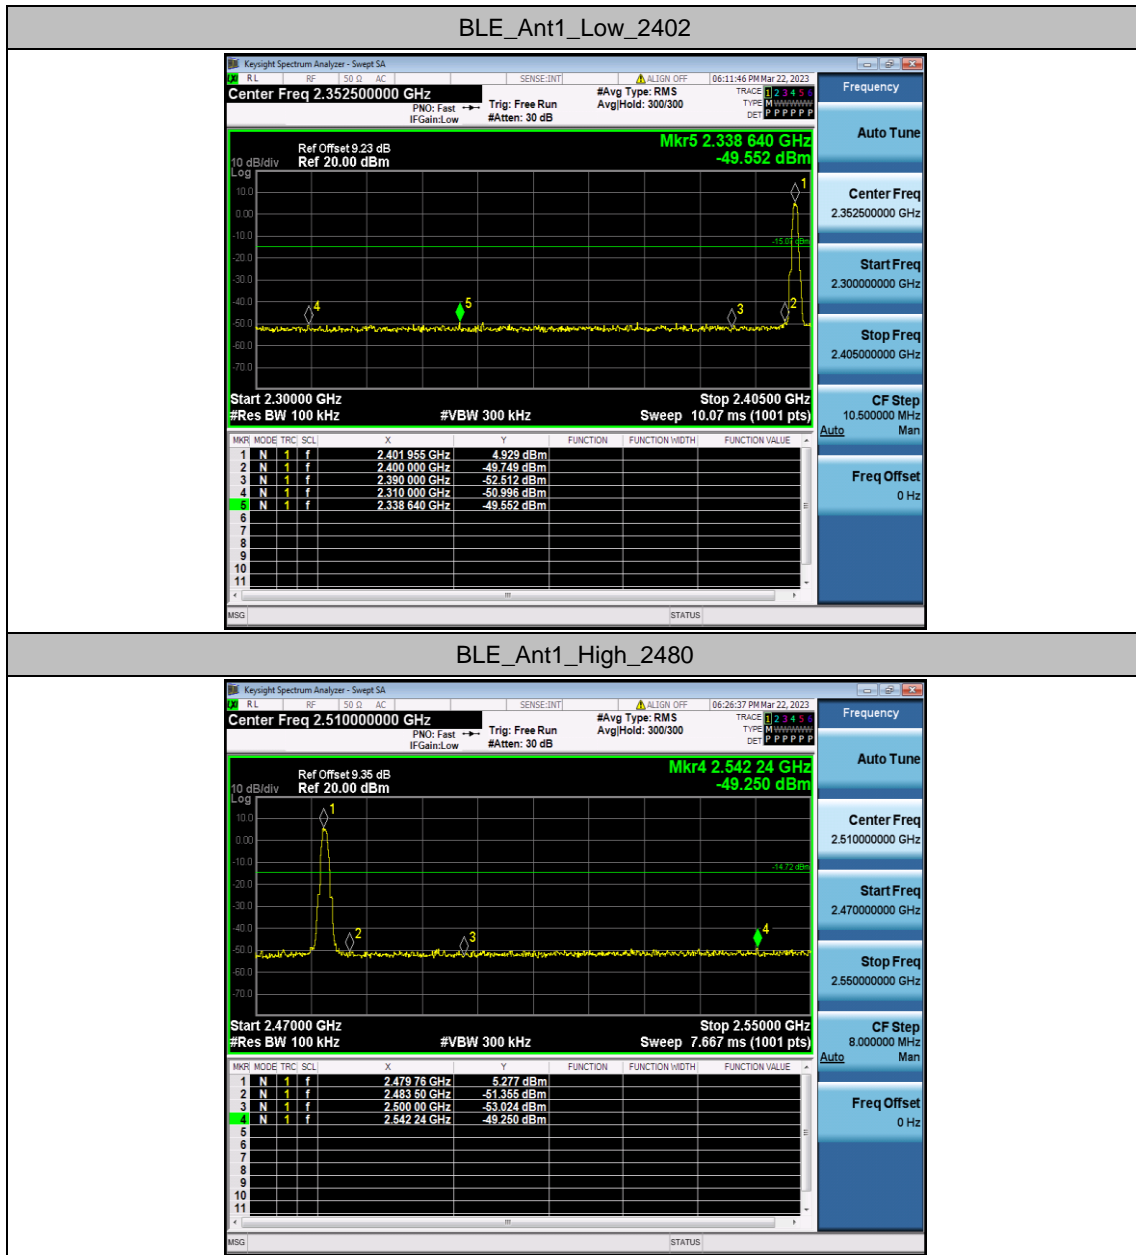 BLE_Ant1_Low_2402
Keysight Spectrum Analyzer - Swept SA
RL RF 50 Ω AC SENSE:INT ALIGN OFF 06:11:46 PM Mar 22, 2023
Center Freq 2.352500000 GHz
PNO: Fast
IFGain:Low
Trig: Free Run
#Atten: 30 dB
#Avg Type: RMS
Avg|Hold: 300/300
TRACE 1 2 3 4 5 6
TYPE M WWWWW
DET P P P P P P
Frequency
Auto Tune
Center Freq
2.352500000 GHz
Start Freq
2.300000000 GHz
Stop Freq
2.405000000 GHz
CF Step
10.500000 MHz
Auto Man
Freq Offset
0 Hz
Mkr5 2.338 640 GHz
-49.552 dBm
Ref Offset 9.23 dB
10 dB/div Ref 20.00 dBm
Log
10.0
0.00
-10.0
-20.0
-30.0
-40.0
-50.0
-60.0
-70.0
-15.07 dBm
1
2
3
4
5
Start 2.30000 GHz Stop 2.40500 GHz
#Res BW 100 kHz #VBW 300 kHz Sweep 10.07 ms (1001 pts)
MKR MODE TRC SCL X Y FUNCTION FUNCTION WIDTH FUNCTION VALUE
1 N 1 f 2.401 955 GHz 4.929 dBm
2 N 1 f 2.400 000 GHz -49.749 dBm
3 N 1 f 2.390 000 GHz -52.512 dBm
4 N 1 f 2.310 000 GHz -50.996 dBm
5 N 1 f 2.338 640 GHz -49.552 dBm
6
7
8
9
10
11
MSG STATUS
BLE_Ant1_High_2480
Keysight Spectrum Analyzer - Swept SA
RL RF 50 Ω AC SENSE:INT ALIGN OFF 06:26:37 PM Mar 22, 2023
Center Freq 2.510000000 GHz
PNO: Fast
IFGain:Low
Trig: Free Run
#Atten: 30 dB
#Avg Type: RMS
Avg|Hold: 300/300
TRACE 1 2 3 4 5 6
TYPE M WWWWW
DET P P P P P P
Frequency
Auto Tune
Center Freq
2.510000000 GHz
Start Freq
2.470000000 GHz
Stop Freq
2.550000000 GHz
CF Step
8.000000 MHz
Auto Man
Freq Offset
0 Hz
Mkr4 2.542 24 GHz
-49.250 dBm
Ref Offset 9.35 dB
10 dB/div Ref 20.00 dBm
Log
10.0
0.00
-10.0
-20.0
-30.0
-40.0
-50.0
-60.0
-70.0
-14.72 dBm
1
2
3
4
Start 2.47000 GHz Stop 2.55000 GHz
#Res BW 100 kHz #VBW 300 kHz Sweep 7.667 ms (1001 pts)
MKR MODE TRC SCL X Y FUNCTION FUNCTION WIDTH FUNCTION VALUE
1 N 1 f 2.479 76 GHz 5.277 dBm
2 N 1 f 2.483 50 GHz -51.355 dBm
3 N 1 f 2.500 00 GHz -53.024 dBm
4 N 1 f 2.542 24 GHz -49.250 dBm
5
6
7
8
9
10
11
MSG STATUS